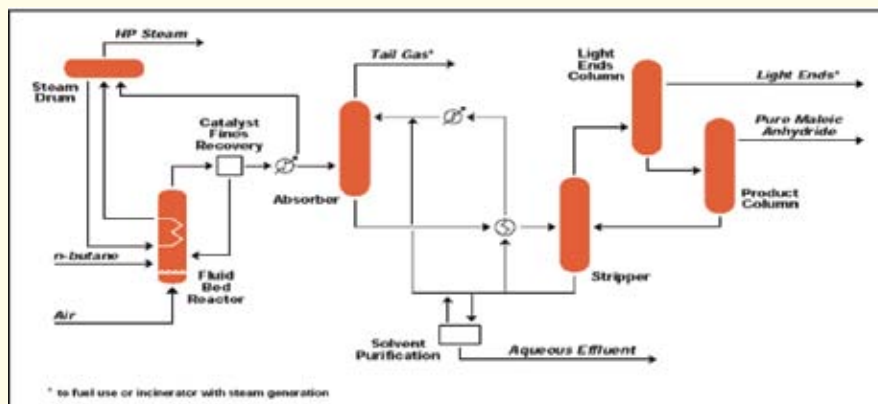 HP Steam
Steam
Drum
Catalyst
Fines
Recovery
n-butane
Fluid
Bed
Reactor
Air
Tail Gas*
Absorber
Light
Ends
Column
Light Ends*
Pure Maleic
Anhydride
Product
Column
Stripper
Solvent
Purification
Aqueous Effluent
* to fuel use or incinerator with steam generation